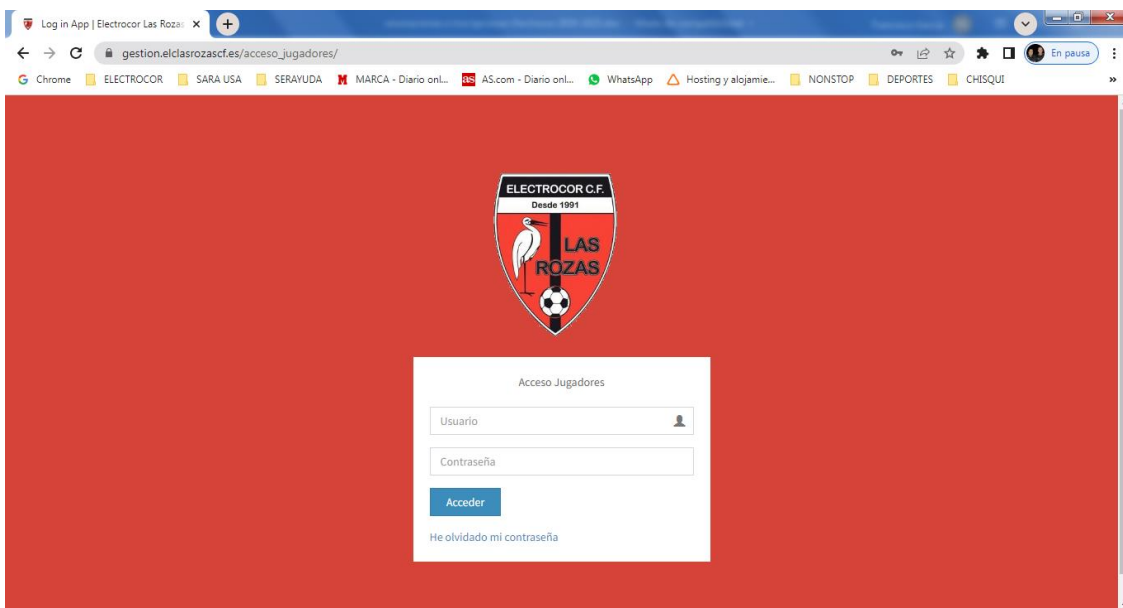 Log in App | Electrocor Las Roza
gestion.elclasrozascf.es/acceso_jugadores/
En pausa
Chrome
ELECTROCOR
SARA USA
SERAYUDA
MARCA - Diario onl...
as
AS.com - Diario onl...
WhatsApp
Hosting y alojamie...
NONSTOP
DEPORTES
CHISQUI
ELECTROCOR C.F.
Desde 1991
LAS
ROZAS
Acceso Jugadores
Usuario
Contraseña
Acceder
He olvidado mi contraseña